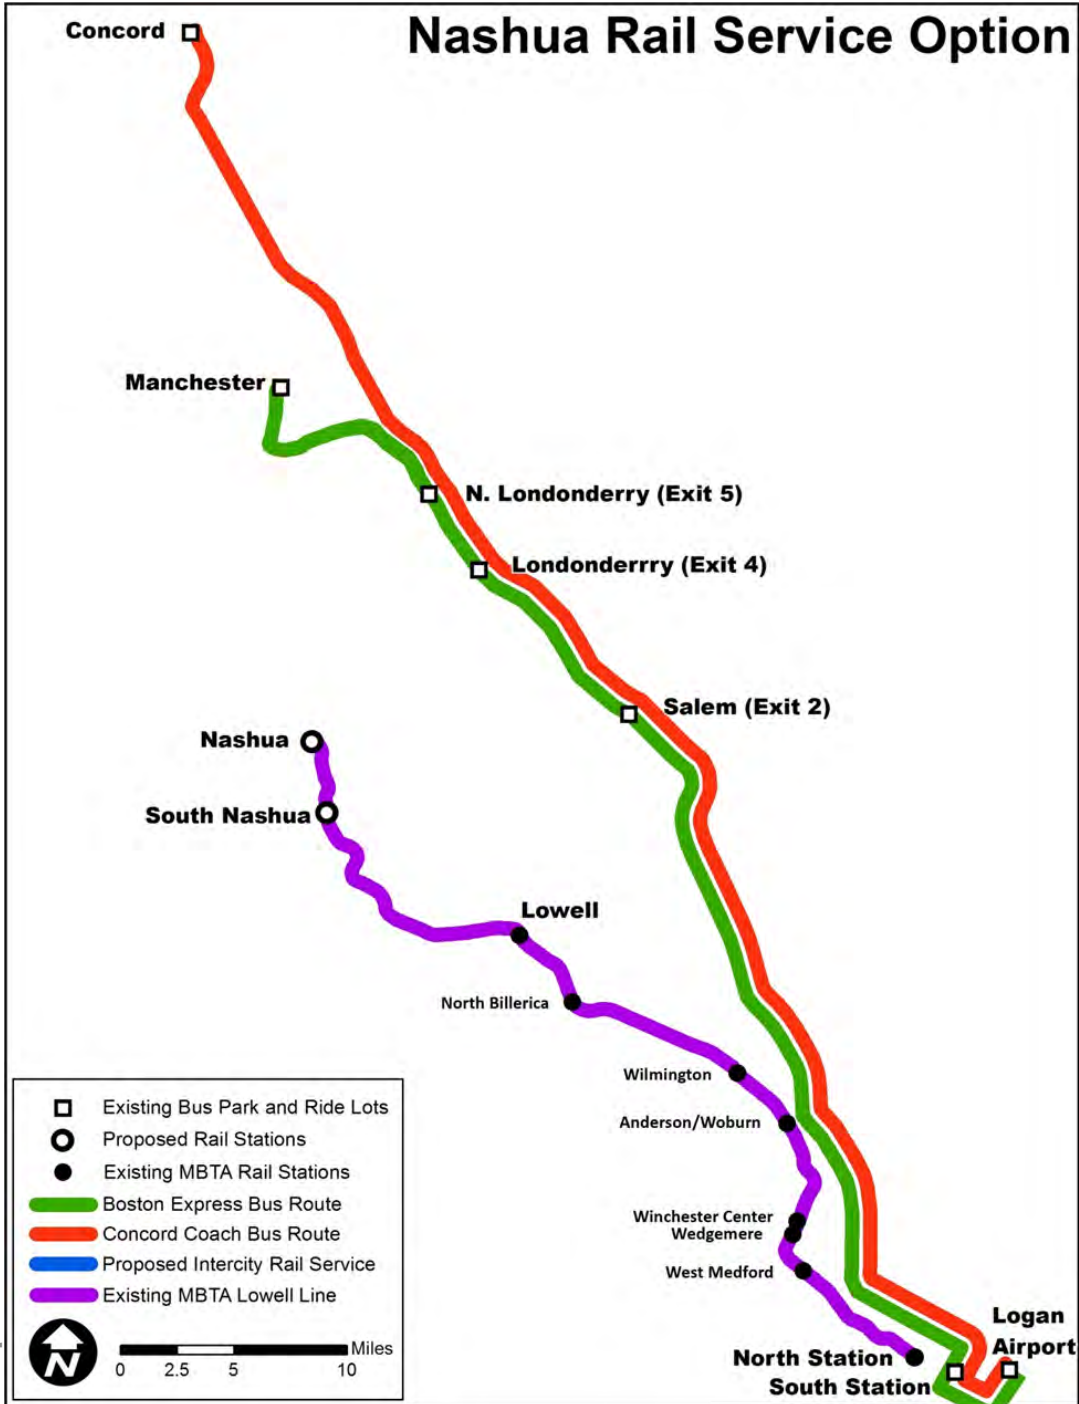 Nashua Rail Service Option
Concord
Manchester
N. Londonderry (Exit 5)
Londonderrry (Exit 4)
Salem (Exit 2)
Nashua
South Nashua
Lowell
North Billerica
Wilmington
Anderson/Woburn
Winchester Center
Wedgemere
West Medford
North Station
South Station
Logan
Airport
Existing Bus Park and Ride Lots
Proposed Rail Stations
Existing MBTA Rail Stations
Boston Express Bus Route
Concord Coach Bus Route
Proposed Intercity Rail Service
Existing MBTA Lowell Line
N
Miles
0 2.5 5 10